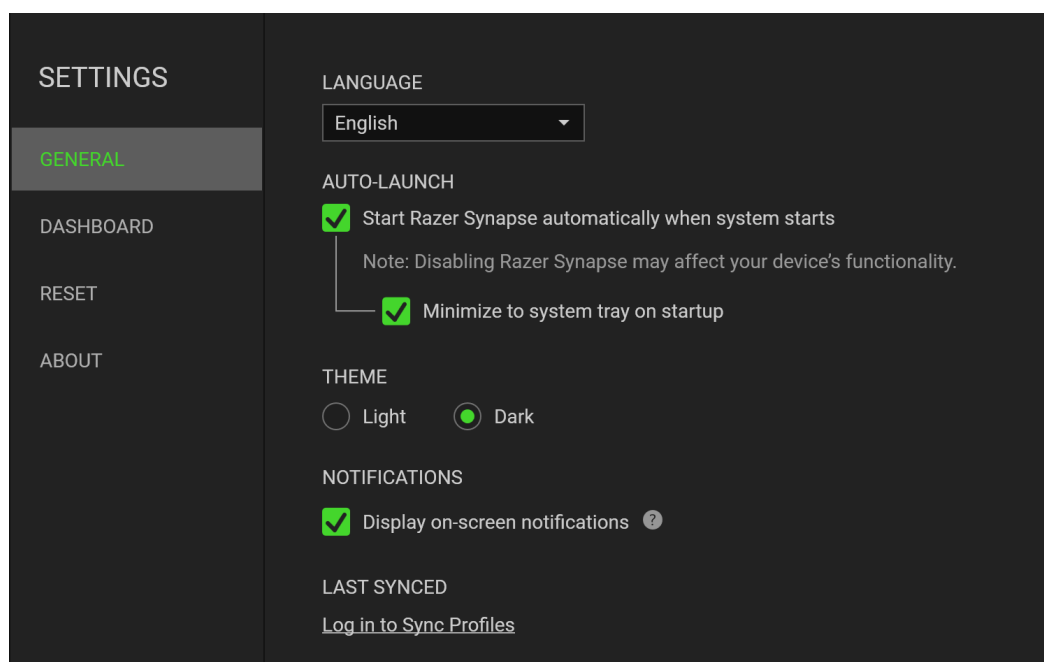 SETTINGS
GENERAL
DASHBOARD
RESET
ABOUT
LANGUAGE
English
AUTO-LAUNCH
Start Razer Synapse automatically when system starts
Note: Disabling Razer Synapse may affect your device’s functionality.
Minimize to system tray on startup
THEME
Light Dark
NOTIFICATIONS
Display on-screen notifications ?
LAST SYNCED
Log in to Sync Profiles